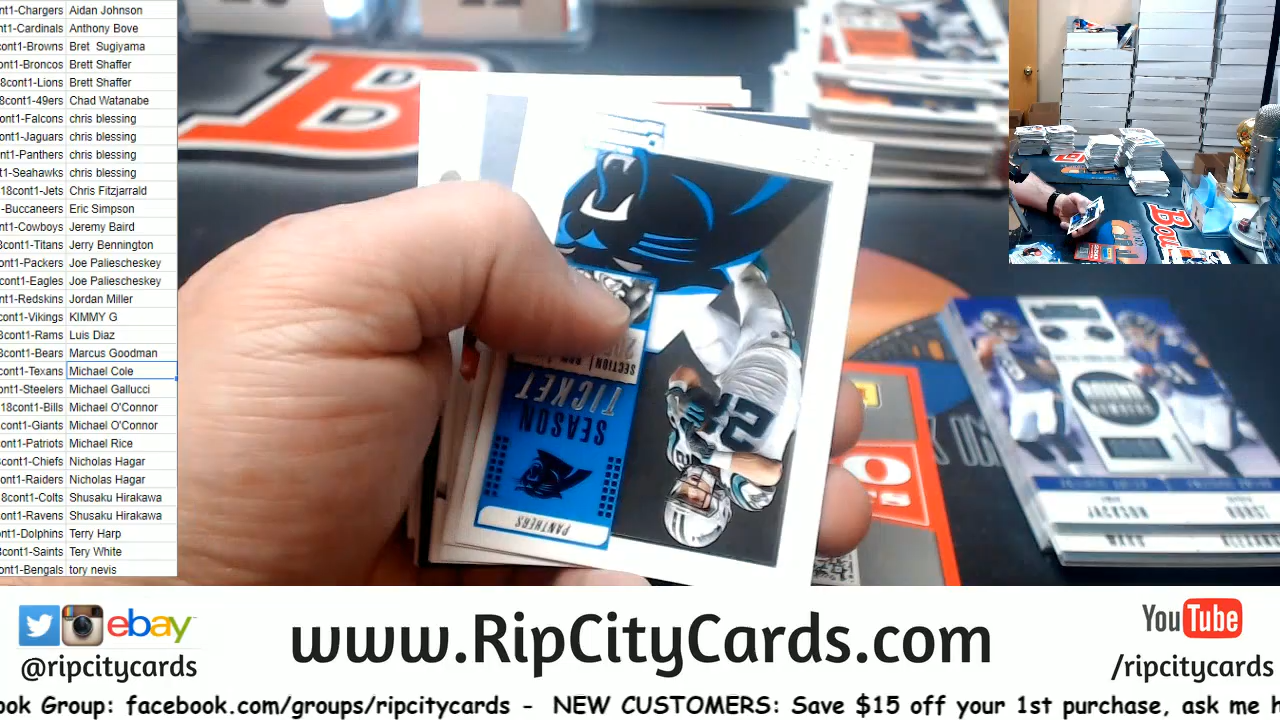 nt1-Chargers Aidan Johnson
ont1-Cardinals Anthony Bove
cont1-Browns Bret Sugiyama
cont1-Broncos Brett Shaffer
8cont1-Lions Brett Shaffer
8cont1-49ers Chad Watanabe
cont1-Falcons chris blessing
ont1-Jaguars chris blessing
nt1-Panthers chris blessing
nt1-Seahawks chris blessing
18cont1-Jets Chris Fitzjarrald
-Buccaneers Eric Simpson
nt1-Cowboys Jeremy Baird
8cont1-Titans Jerry Bennington
nt1-Packers Joe Paliescheskey
cont1-Eagles Joe Paliescheskey
t1-Redskins Jordan Miller
ont1-Vikings KIMMY G
8cont1-Rams Luis Diaz
8cont1-Bears Marcus Goodman
cont1-Texans Michael Cole
ont1-Steelers Michael Gallucci
18cont1-Bills Michael O'Connor
ont1-Giants Michael O'Connor
nt1-Patriots Michael Rice
cont1-Chiefs Nicholas Hagar
ont1-Raiders Nicholas Hagar
8cont1-Colts Shusaku Hirakawa
ont1-Ravens Shusaku Hirakawa
nt1-Dolphins Terry Harp
8cont1-Saints Tery White
ont1-Bengals tory nevis
SECTION ROW
SEASON
TICKET
PANTHERS
ebay
@ripcitycards
www.RipCityCards.com
YouTube
/ripcitycards
ook Group: facebook.com/groups/ripcitycards - NEW CUSTOMERS: Save $15 off your 1st purchase, ask me h